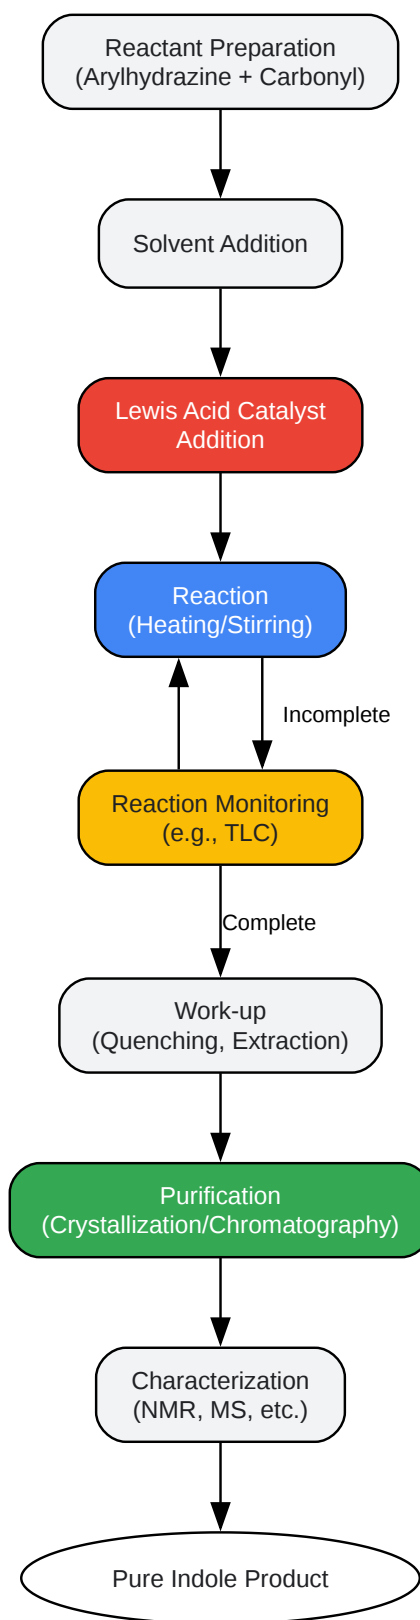 Reactant Preparation
(Arylhydrazine + Carbonyl)
Solvent Addition
Lewis Acid Catalyst
Addition
Reaction
(Heating/Stirring)
Incomplete
Reaction Monitoring
(e.g., TLC)
Complete
Work-up
(Quenching, Extraction)
Purification
(Crystallization/Chromatography)
Characterization
(NMR, MS, etc.)
Pure Indole Product